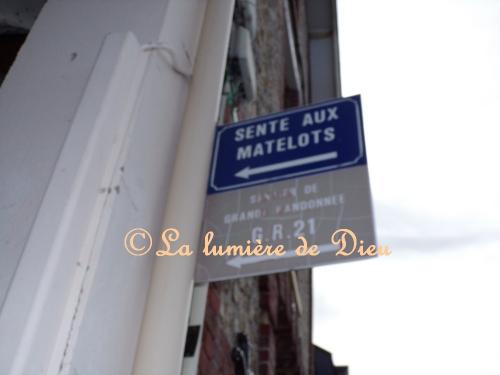 SENTE AUX
MATELOTS
SENTIER DE
GRANDE RANDONNEE
G.R.21
© La lumière de Dieu